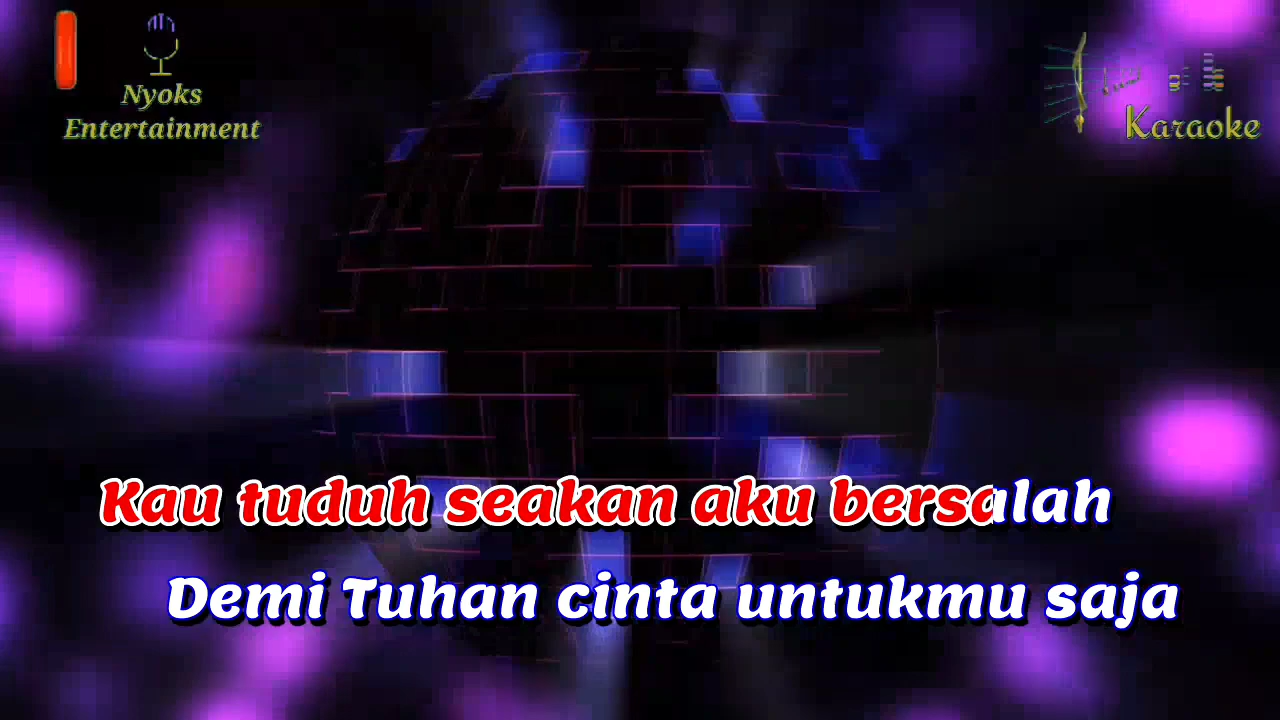 Nyoks
Entertainment
Karaoke
Kau tuduh seakan aku bersalah
Demi Tuhan cinta untukmu saja